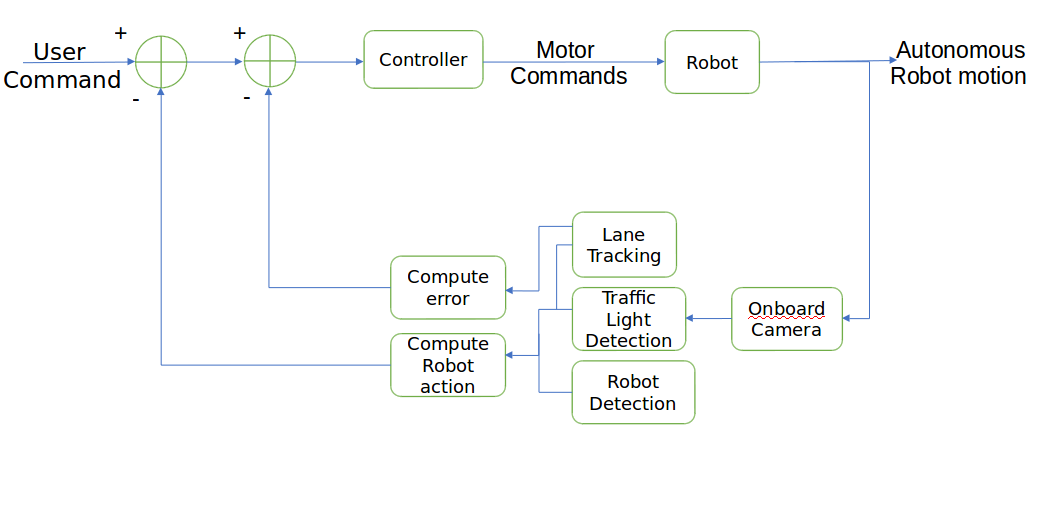 +
+
User
Command
Controller
Motor
Commands
Robot
Autonomous
Robot motion
-
-
Lane
Tracking
Compute
error
Traffic
Light
Detection
Onboard
Camera
Compute
Robot
action
Robot
Detection